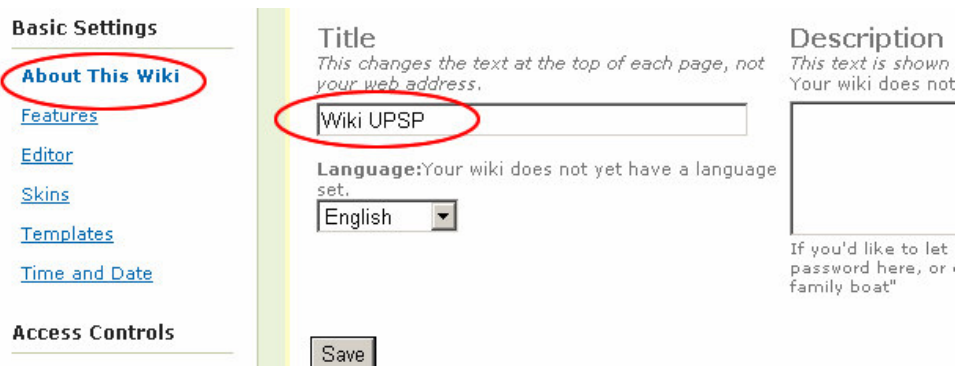 Basic Settings
About This Wiki
Features
Editor
Skins
Templates
Time and Date
Access Controls
Title
This changes the text at the top of each page, not
your web address.
Wiki UPSP
Language:Your wiki does not yet have a language
set.
English
Save
Description
This text is shown
Your wiki does not
If you'd like to let
password here, or
family boat"